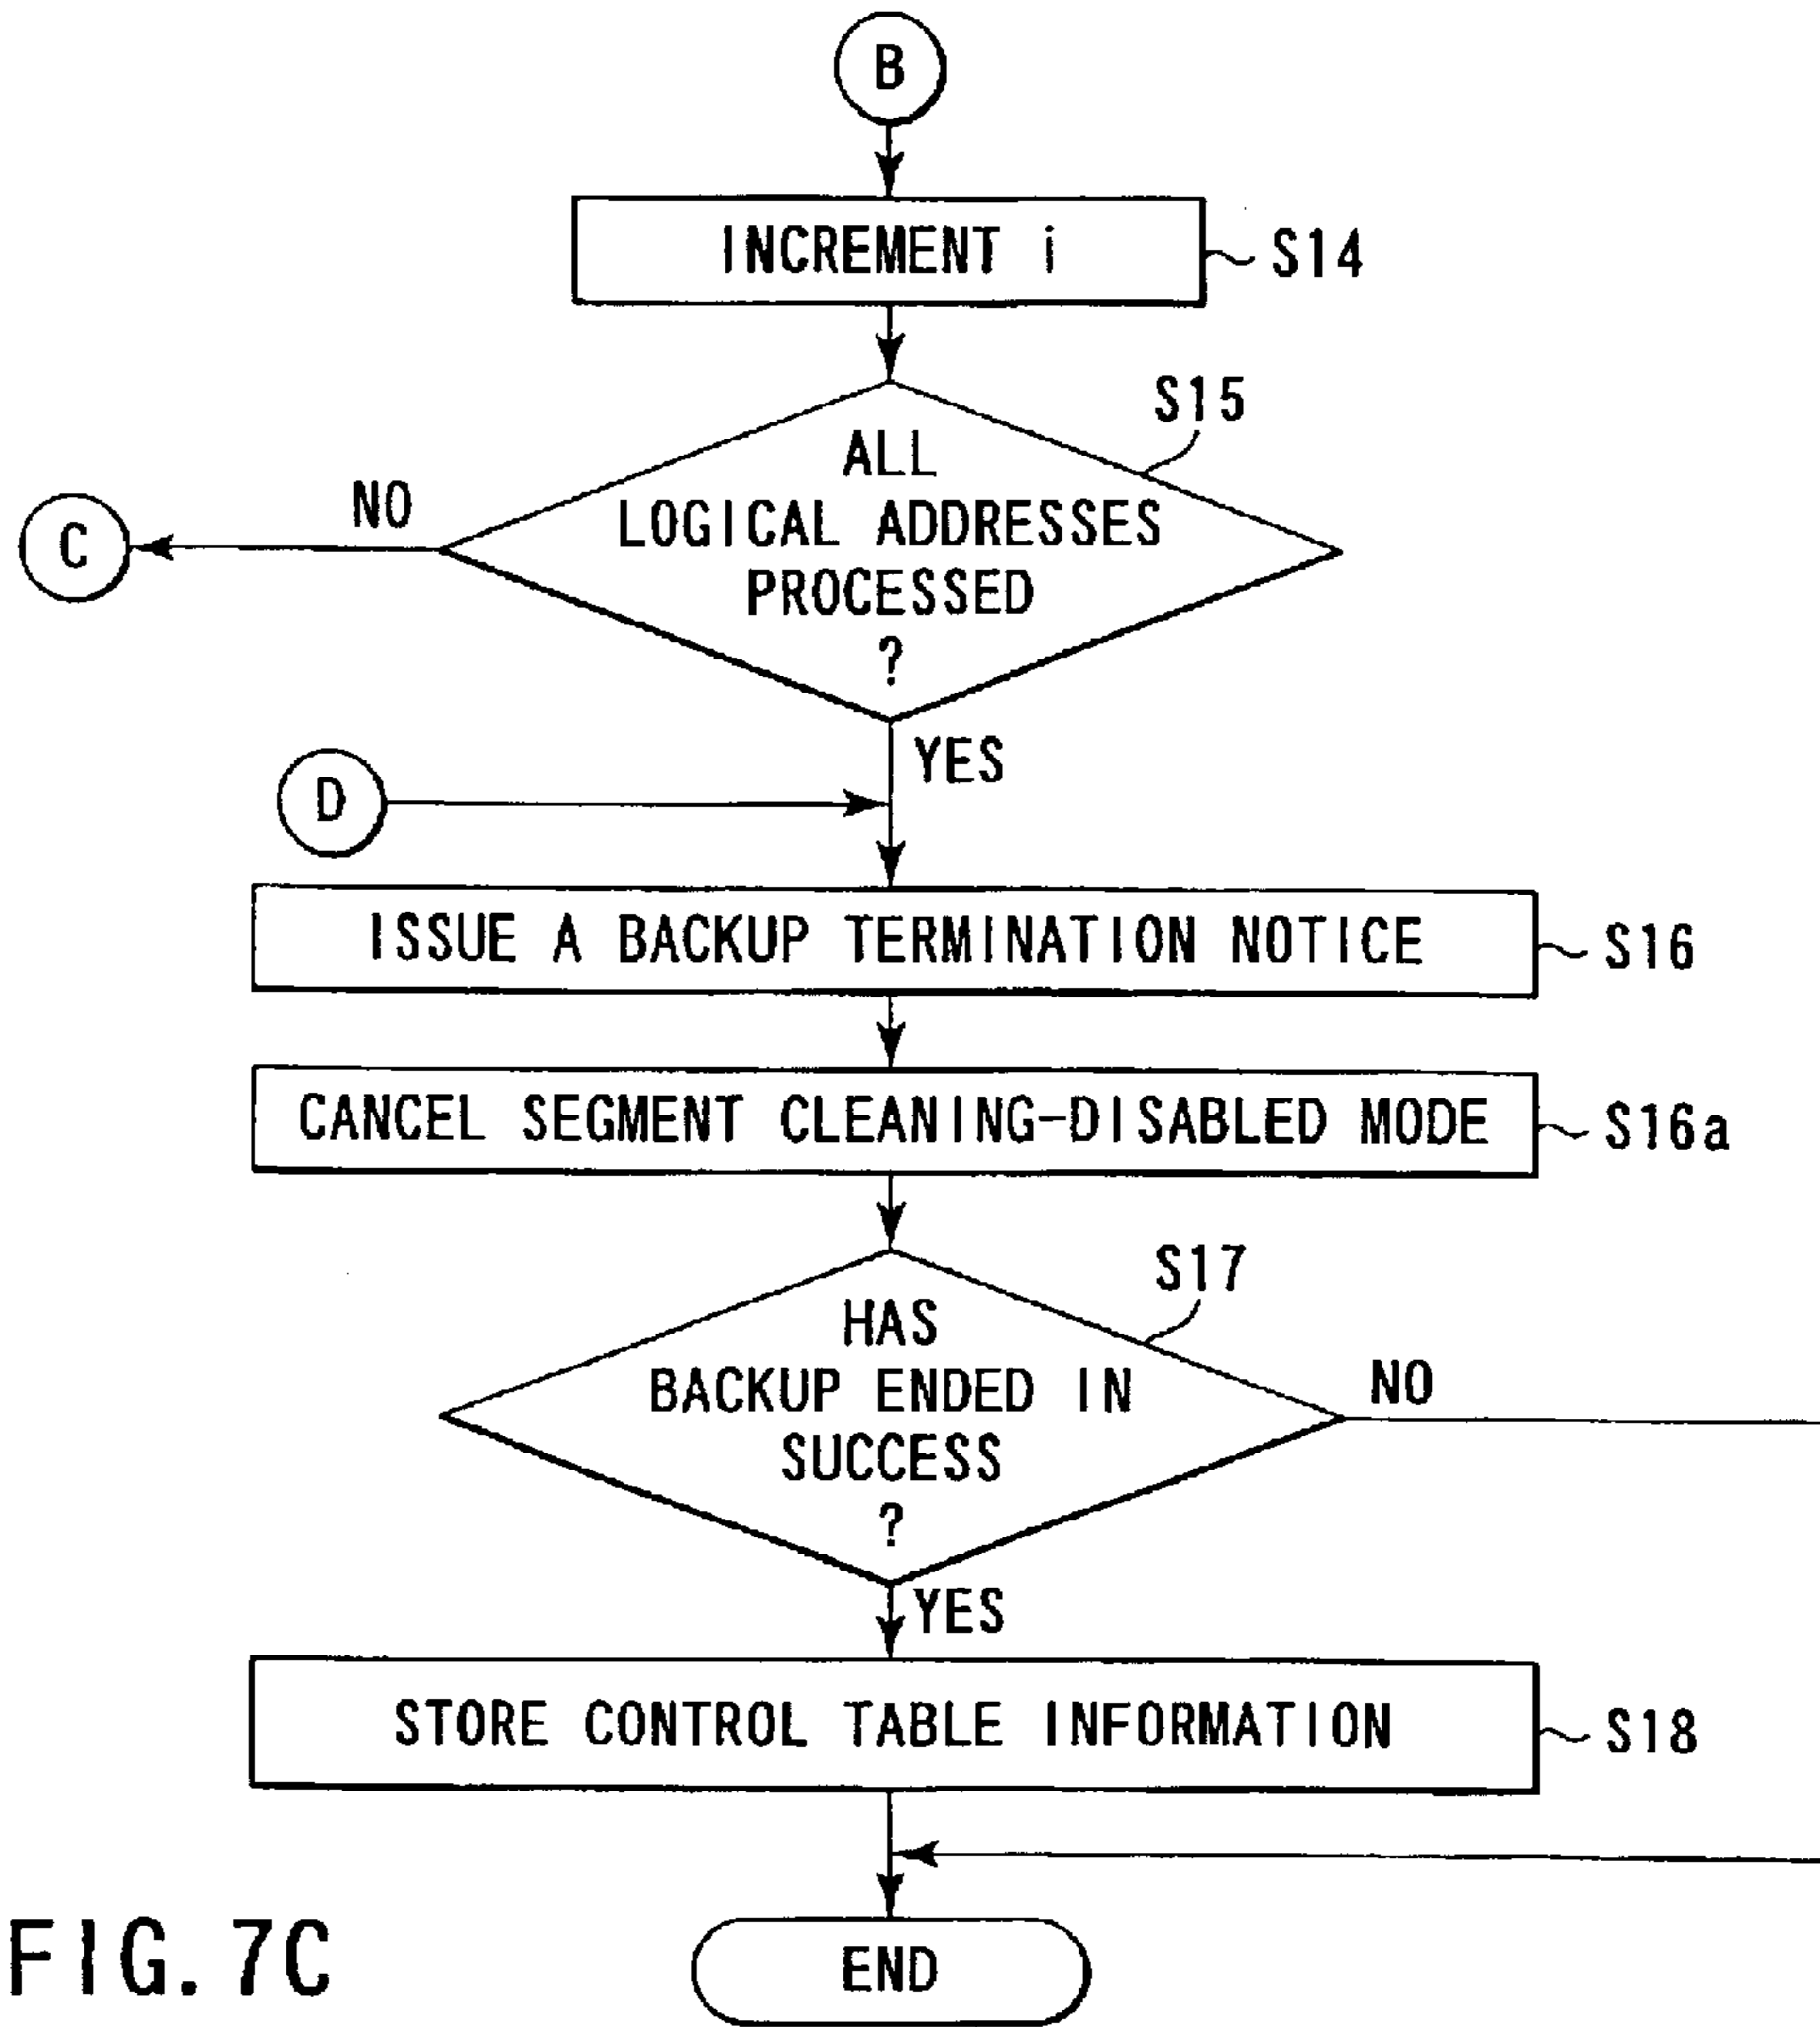 B
INCREMENT i
S14
S15
ALL
LOGICAL ADDRESSES
PROCESSED
?
NO
C
YES
D
ISSUE A BACKUP TERMINATION NOTICE
S16
CANCEL SEGMENT CLEANING-DISABLED MODE
S16a
S17
HAS
BACKUP ENDED IN
SUCCESS
?
NO
YES
STORE CONTROL TABLE INFORMATION
S18
END
FIG. 7C